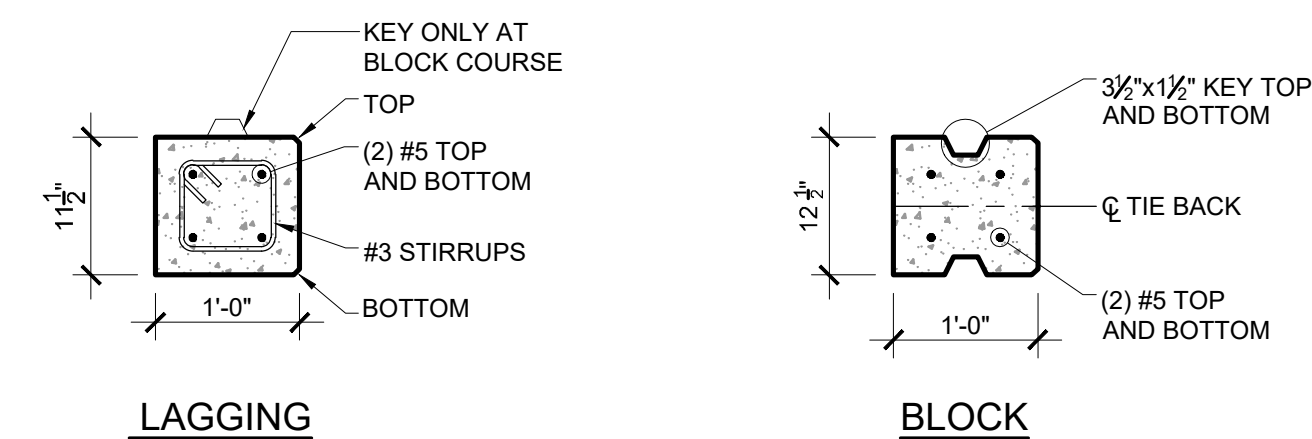 KEY ONLY AT
BLOCK COURSE
TOP
(2) #5 TOP
AND BOTTOM
#3 STIRRUPS
BOTTOM
11½"
1'-0"
LAGGING
3½"x1½" KEY TOP
AND BOTTOM
℄ TIE BACK
(2) #5 TOP
AND BOTTOM
12 ½"
1'-0"
BLOCK